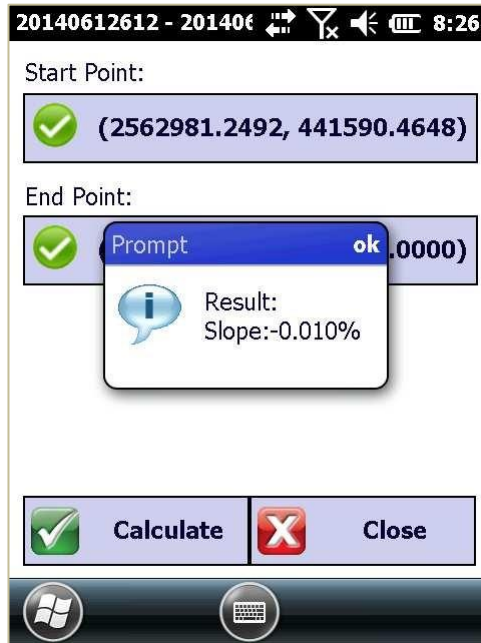 20140612612 - 20140 8:26
Start Point:
(2562981.2492, 441590.4648)
End Point:
( .0000)
Prompt ok
Result:
Slope:-0.010%
Calculate Close